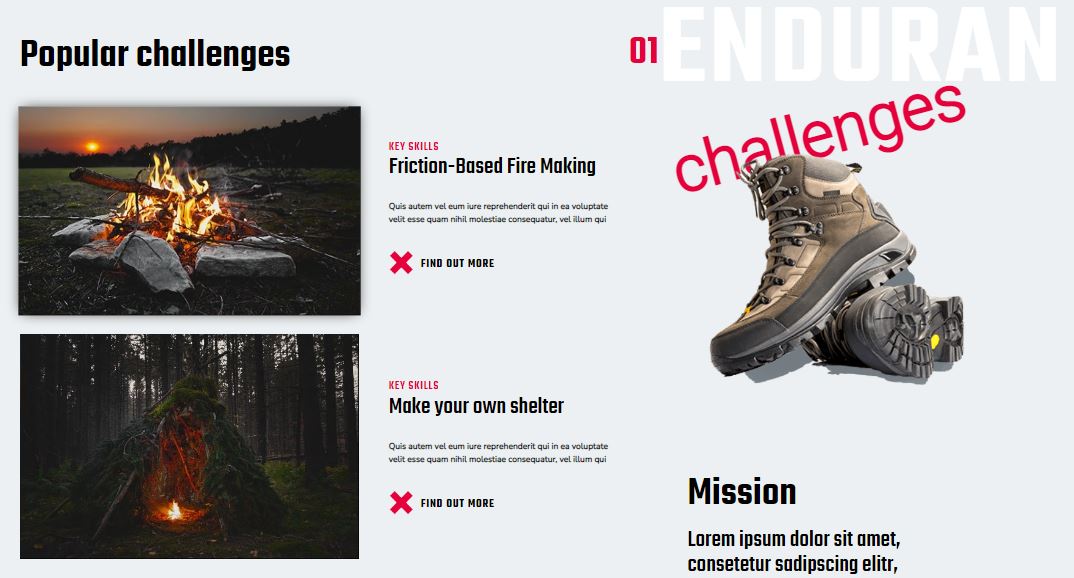 Popular challenges
KEY SKILLS
Friction-Based Fire Making
Quis autem vel eum iure reprehenderit qui in ea voluptate
velit esse quam nihil molestiae consequatur, vel illum qui
FIND OUT MORE
KEY SKILLS
Make your own shelter
Quis autem vel eum iure reprehenderit qui in ea voluptate
velit esse quam nihil molestiae consequatur, vel illum qui
FIND OUT MORE
01
ENDURAN
challenges
Mission
Lorem ipsum dolor sit amet,
consetetur sadipscing elitr,